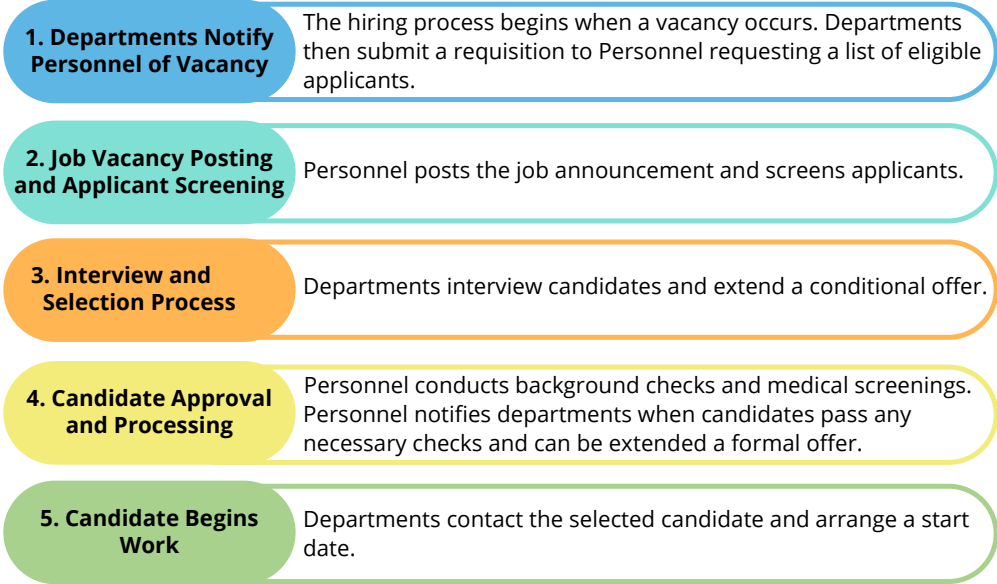 1. Departments Notify
Personnel of Vacancy
The hiring process begins when a vacancy occurs. Departments
then submit a requisition to Personnel requesting a list of eligible
applicants.
2. Job Vacancy Posting
and Applicant Screening
Personnel posts the job announcement and screens applicants.
3. Interview and
Selection Process
Departments interview candidates and extend a conditional offer.
4. Candidate Approval
and Processing
Personnel conducts background checks and medical screenings.
Personnel notifies departments when candidates pass any
necessary checks and can be extended a formal offer.
5. Candidate Begins
Work
Departments contact the selected candidate and arrange a start
date.